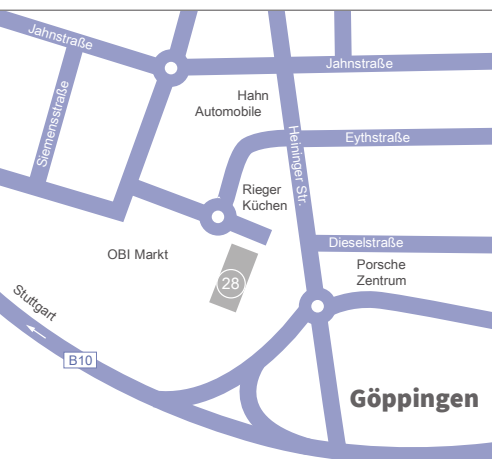 Jahnstraße
Jahnstraße
Siemensstraße
Hahn
Automobile
Heininger Str.
Eythstraße
Rieger
Küchen
OBI Markt
Dieselstraße
Porsche
Zentrum
28
Stuttgart
B10
Göppingen